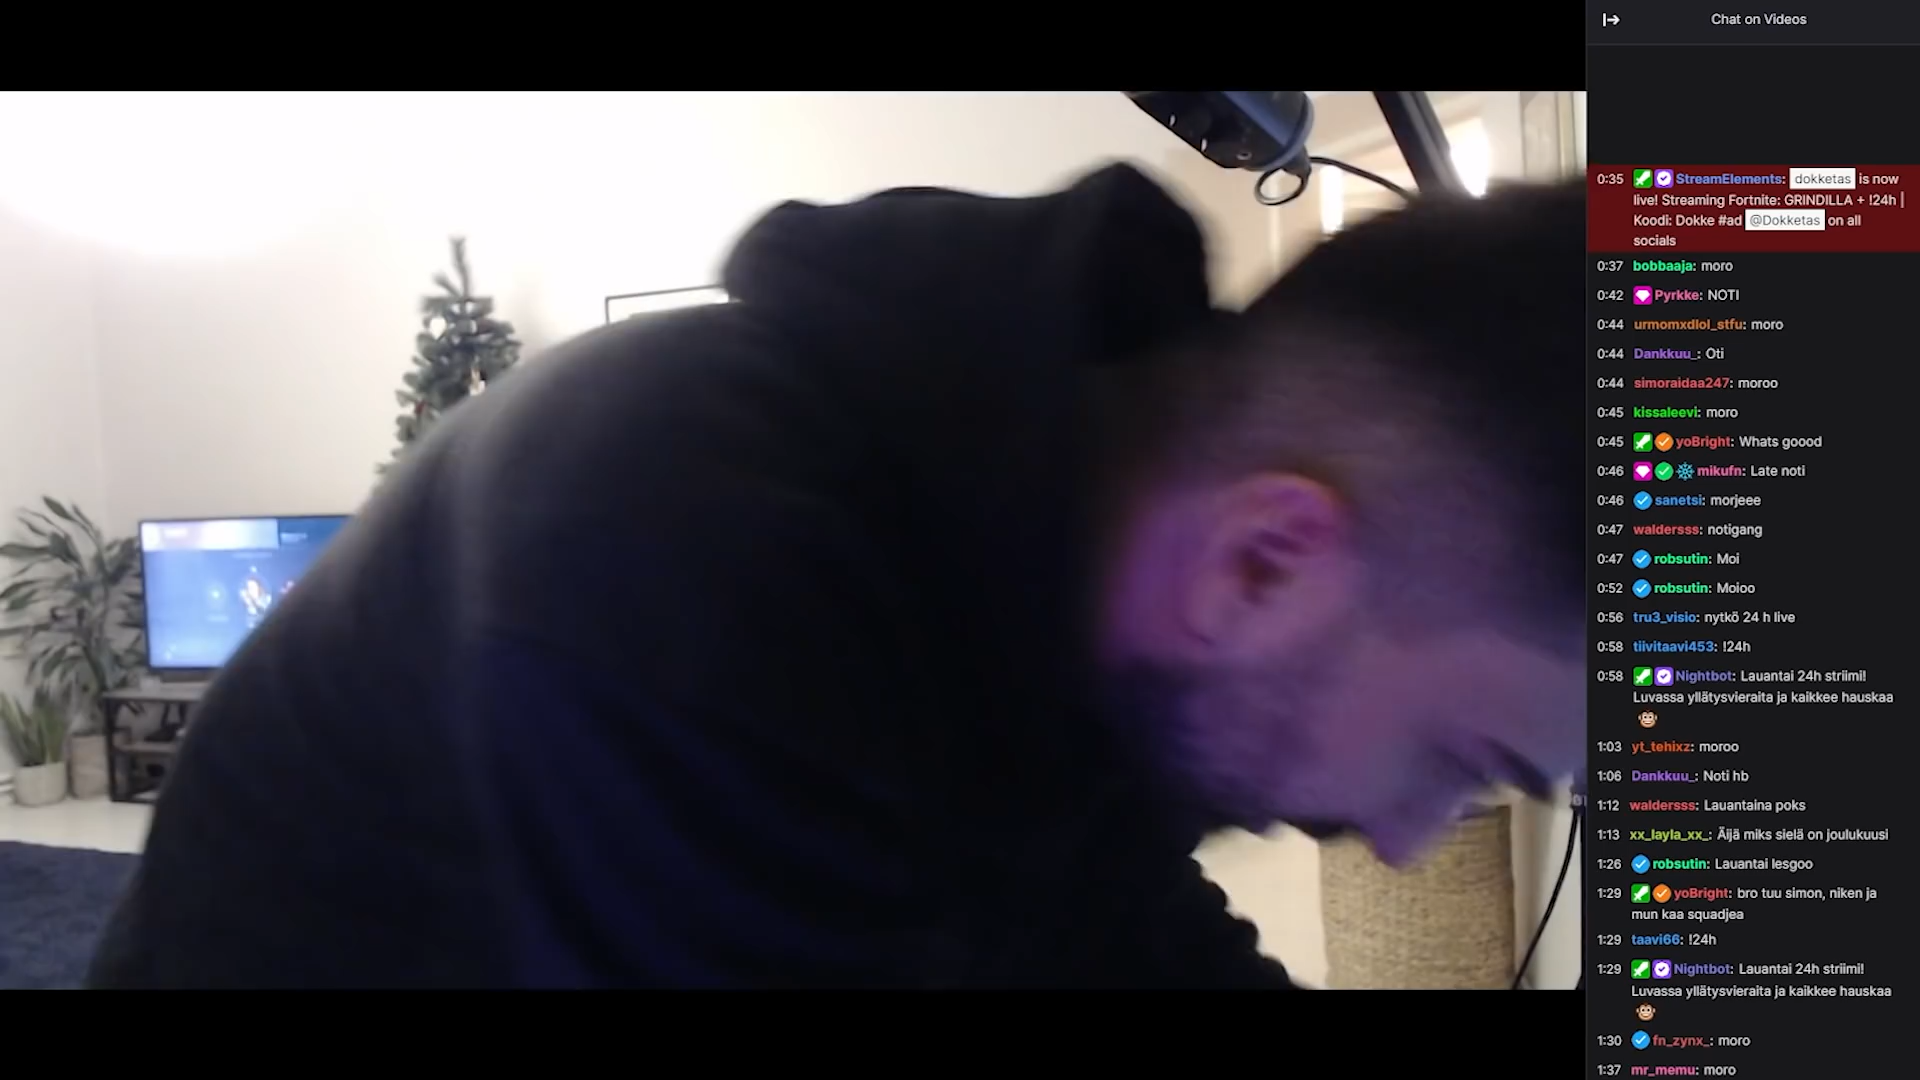 Chat on Videos
0:35 StreamElements: dokketas is now
live! Streaming Fortnite: GRINDILLA + !24h |
Koodi: Dokke #ad @Dokketas on all
socials
0:37 bobbaaja: moro
0:42 Pyrkke: NOTI
0:44 urmomxdlol_stfu: moro
0:44 Dankkuu_: Oti
0:44 simoraidaa247: moroo
0:45 kissaleevi: moro
0:45 yoBright: Whats goood
0:46 mikufn: Late noti
0:46 sanetsi: morjeee
0:47 waldersss: notigang
0:47 robsutin: Moi
0:52 robsutin: Moioo
0:56 tru3_visio: nytkö 24 h live
0:58 tiivitaavi453: !24h
0:58 Nightbot: Lauantai 24h striimi!
Luvassa yllätysvieraita ja kaikkee hauskaa
1:03 yt_tehixz: moroo
1:06 Dankkuu_: Noti hb
1:12 waldersss: Lauantaina poks
1:13 xx_layla_xx_: Äijä miks sielä on joulukuusi
1:26 robsutin: Lauantai lesgoo
1:29 yoBright: bro tuu simon, niken ja
mun kaa squadjea
1:29 taavi66: !24h
1:29 Nightbot: Lauantai 24h striimi!
Luvassa yllätysvieraita ja kaikkee hauskaa
1:30 fn_zynx_: moro
1:37 mr_memu: moro